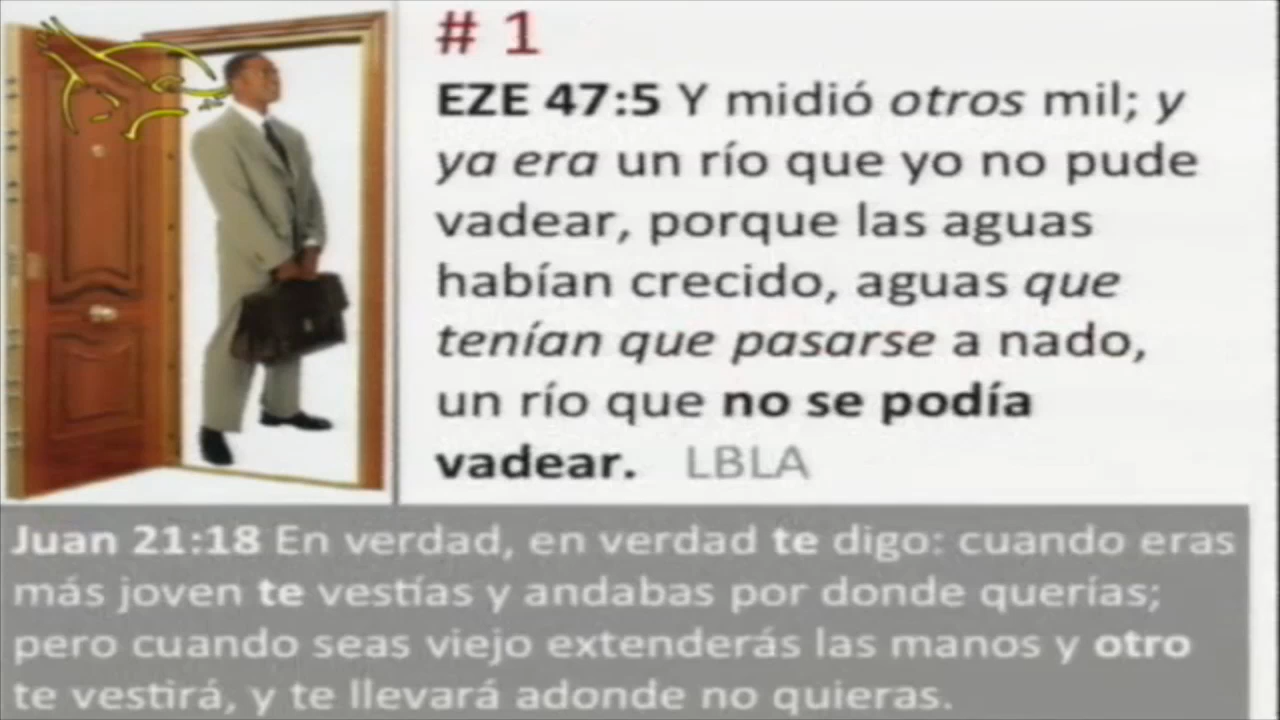 # 1
EZE 47:5 Y midió otros mil; y
ya era un río que yo no pude
vadear, porque las aguas
habían crecido, aguas que
tenían que pasarse a nado,
un río que no se podía
vadear. LBLA
Juan 21:18 En verdad, en verdad te digo: cuando eras
más joven te vestías y andabas por donde querías;
pero cuando seas viejo extenderás las manos y otro
te vestirá, y te llevará adonde no quieras.